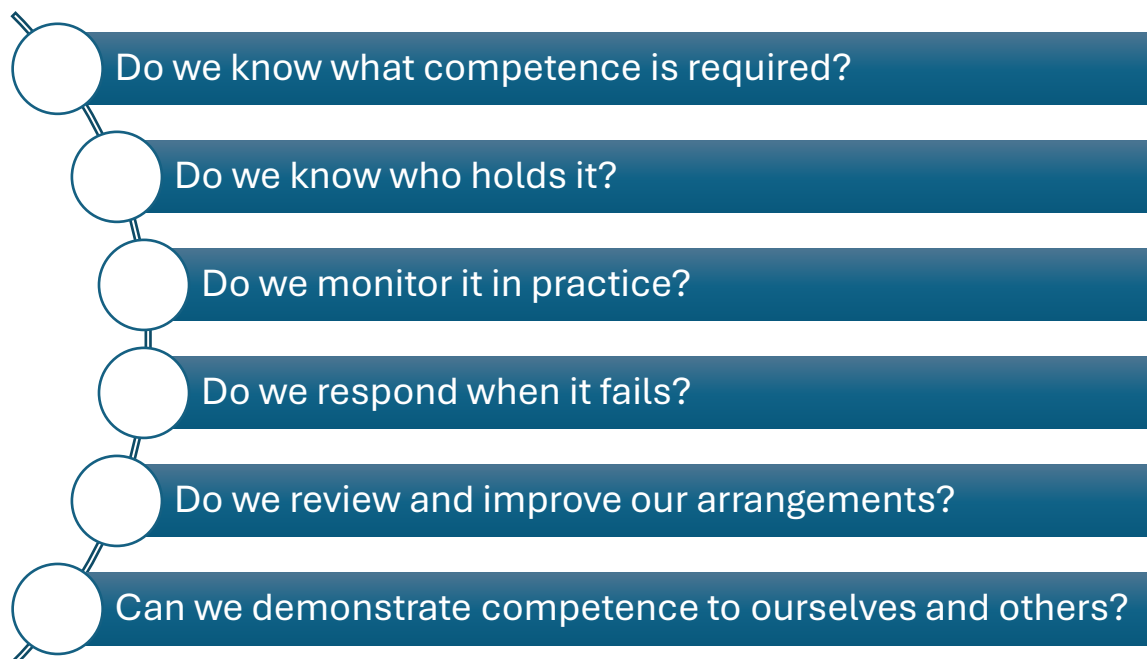 Do we know what competence is required?
Do we know who holds it?
Do we monitor it in practice?
Do we respond when it fails?
Do we review and improve our arrangements?
Can we demonstrate competence to ourselves and others?